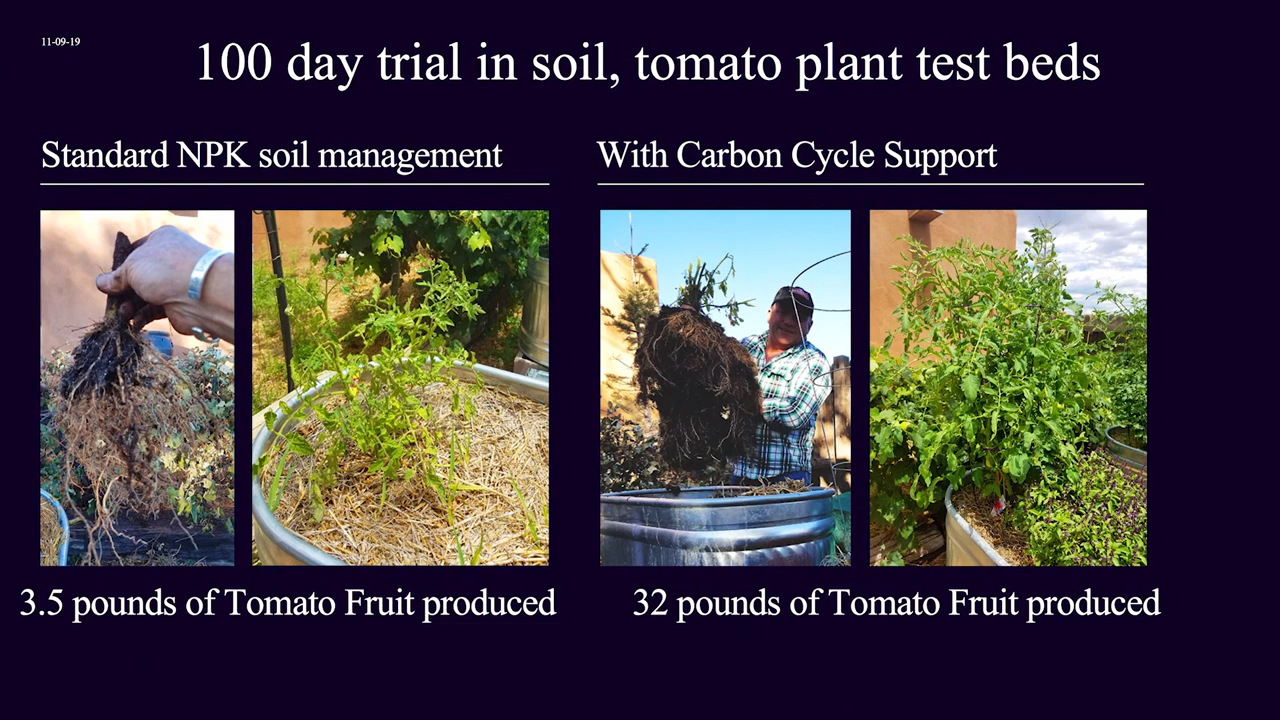 11-09-19
100 day trial in soil, tomato plant test beds
Standard NPK soil management
With Carbon Cycle Support
3.5 pounds of Tomato Fruit produced
32 pounds of Tomato Fruit produced